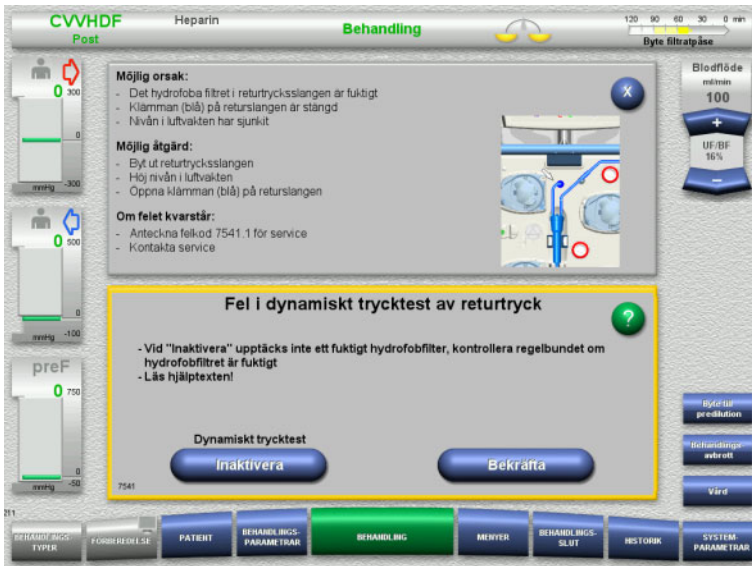 CVVHDF
Post
Heparin
Behandling
120 90 60 30 0 min
Byte filtratpåse
0
300
0
mmHg
-300
0
500
0
mmHg
-100
preF
0
750
0
mmHg
-50
Möjlig orsak:
- Det hydrofoba filtret i returtrycksslangen är fuktigt
- Klämman (blå) på returslangen är stängd
- Nivån i luftvakten har sjunkit
Möjlig åtgärd:
- Byt ut returtrycksslangen
- Höj nivån i luftvakten
- Öppna klämman (blå) på returslangen
Om felet kvarstår:
- Anteckna felkod 7541.1 för service
- Kontakta service
X
Fel i dynamiskt trycktest av returtryck
?
- Vid "Inaktivera" upptäcks inte ett fuktigt hydrofobfilter, kontrollera regelbundet om
hydrofobfiltret är fuktigt
- Läs hjälptexten!
Dynamiskt trycktest
Inaktivera
Bekräfta
7541
Blodflöde
ml/min
100
+
UF/BF
16%
−
Byte till
predilution
Behandlings-
avbrott
Vård
211
BEHANDLINGS-
TYPER
FÖRBEREDELSE
PATIENT
BEHANDLINGS-
PARAMETRAR
BEHANDLING
MENYER
BEHANDLINGS-
SLUT
HISTORIK
SYSTEM-
PARAMETRAR